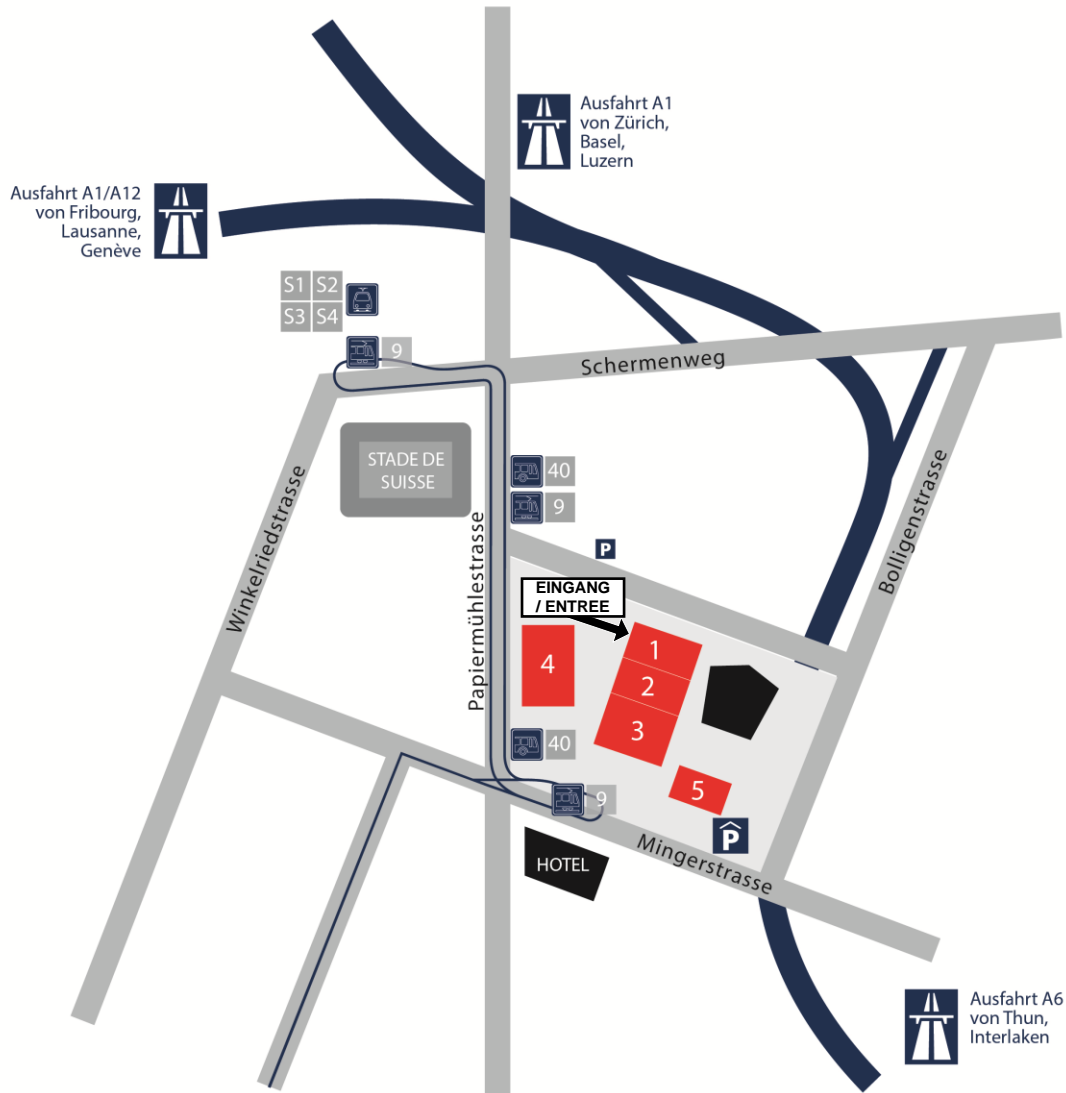 Ausfahrt A1
von Zürich,
Basel,
Luzern
Ausfahrt A1/A12
von Fribourg,
Lausanne,
Genève
S1 S2
S3 S4
9
Schermenweg
STADE DE
SUISSE
40
9
Winkelriedstrasse
Papiermühlestrasse
Bolligenstrasse
P
EINGANG
/ ENTREE
1
2
3
4
40
5
9
P
Mingerstrasse
HOTEL
Ausfahrt A6
von Thun,
Interlaken